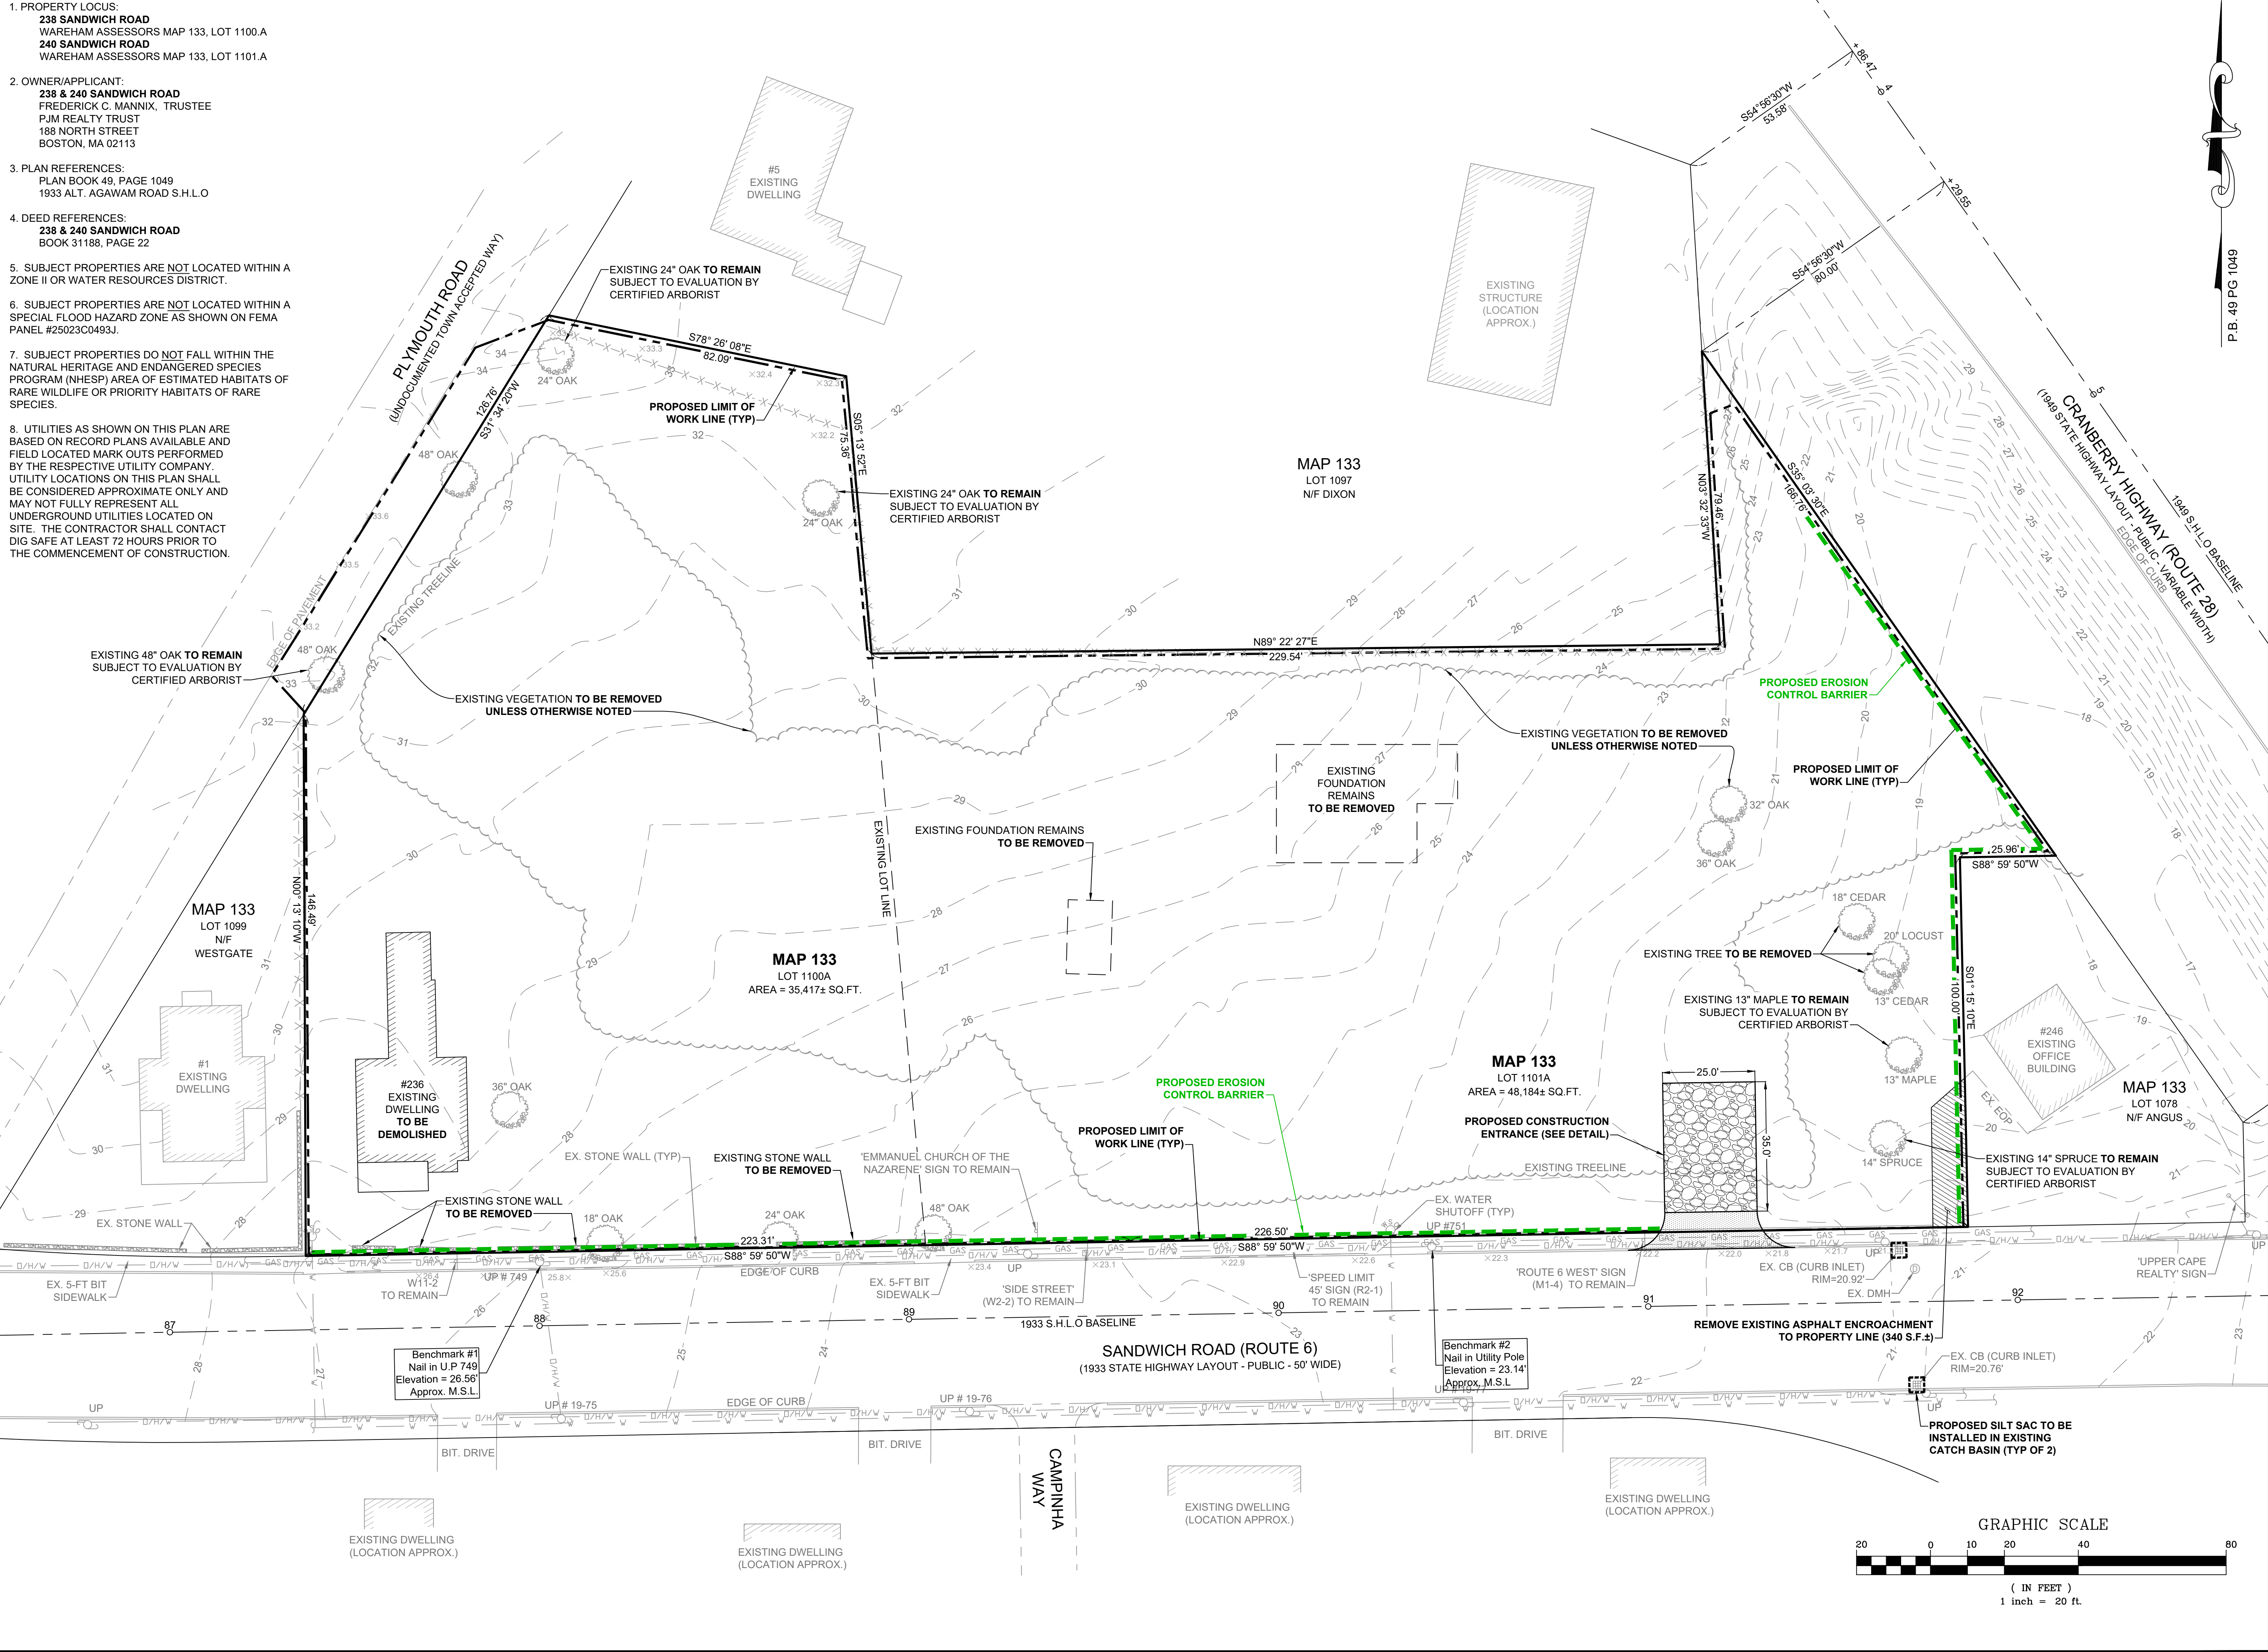 1. PROPERTY LOCUS:
238 SANDWICH ROAD
WAREHAM ASSESSORS MAP 133, LOT 1100.A
240 SANDWICH ROAD
WAREHAM ASSESSORS MAP 133, LOT 1101.A
2. OWNER/APPLICANT:
238 & 240 SANDWICH ROAD
FREDERICK C. MANNIX, TRUSTEE
PJM REALTY TRUST
188 NORTH STREET
BOSTON, MA 02113
3. PLAN REFERENCES:
PLAN BOOK 49, PAGE 1049
1933 ALT. AGAWAM ROAD S.H.L.O
4. DEED REFERENCES:
238 & 240 SANDWICH ROAD
BOOK 31188, PAGE 22
5. SUBJECT PROPERTIES ARE NOT LOCATED WITHIN A
ZONE II OR WATER RESOURCES DISTRICT.
6. SUBJECT PROPERTIES ARE NOT LOCATED WITHIN A
SPECIAL FLOOD HAZARD ZONE AS SHOWN ON FEMA
PANEL #25023C0493J.
7. SUBJECT PROPERTIES DO NOT FALL WITHIN THE
NATURAL HERITAGE AND ENDANGERED SPECIES
PROGRAM (NHESP) AREA OF ESTIMATED HABITATS OF
RARE WILDLIFE OR PRIORITY HABITATS OF RARE
SPECIES.
8. UTILITIES AS SHOWN ON THIS PLAN ARE
BASED ON RECORD PLANS AVAILABLE AND
FIELD LOCATED MARK OUTS PERFORMED
BY THE RESPECTIVE UTILITY COMPANY.
UTILITY LOCATIONS ON THIS PLAN SHALL
BE CONSIDERED APPROXIMATE ONLY AND
MAY NOT FULLY REPRESENT ALL
UNDERGROUND UTILITIES LOCATED ON
SITE. THE CONTRACTOR SHALL CONTACT
DIG SAFE AT LEAST 72 HOURS PRIOR TO
THE COMMENCEMENT OF CONSTRUCTION.
PLYMOUTH ROAD
(UNDOCUMENTED TOWN ACCEPTED WAY)
#5
EXISTING
DWELLING
EXISTING 24" OAK TO REMAIN
SUBJECT TO EVALUATION BY
CERTIFIED ARBORIST
24" OAK
S78° 26' 08"E
82.09'
PROPOSED LIMIT OF
WORK LINE (TYP)
126.76'
S31° 34' 20"W
S05° 13' 52"E
75.36'
48" OAK
EXISTING 24" OAK TO REMAIN
SUBJECT TO EVALUATION BY
CERTIFIED ARBORIST
24" OAK
EXISTING
STRUCTURE
(LOCATION
APPROX.)
MAP 133
LOT 1097
N/F DIXON
+ 86.47
4
S54°56'30"W
53.58'
+ 29.55
S54°56'30"W
80.00'
5
P.B. 49 PG 1049
CRANBERRY HIGHWAY (ROUTE 28)
(1949 STATE HIGHWAY LAYOUT - PUBLIC - VARIABLE WIDTH)
EDGE OF CURB
1949 S.H.L.O BASELINE
N03° 32' 33"W
79.46'
S35° 03' 30"E
166.76'
N89° 22' 27"E
229.54'
EDGE OF PAVEMENT
EXISTING TREELINE
EXISTING 48" OAK TO REMAIN
SUBJECT TO EVALUATION BY
CERTIFIED ARBORIST
48" OAK
EXISTING VEGETATION TO BE REMOVED
UNLESS OTHERWISE NOTED
PROPOSED EROSION
CONTROL BARRIER
EXISTING VEGETATION TO BE REMOVED
UNLESS OTHERWISE NOTED
PROPOSED LIMIT OF
WORK LINE (TYP)
EXISTING
FOUNDATION
REMAINS
TO BE REMOVED
EXISTING FOUNDATION REMAINS
TO BE REMOVED
EXISTING LOT LINE
32" OAK
36" OAK
25.96'
S88° 59' 50"W
MAP 133
LOT 1099
N/F
WESTGATE
N00° 13' 10"W
146.49'
MAP 133
LOT 1100A
AREA = 35,417± SQ.FT.
18" CEDAR
20" LOCUST
EXISTING TREE TO BE REMOVED
13" CEDAR
EXISTING 13" MAPLE TO REMAIN
SUBJECT TO EVALUATION BY
CERTIFIED ARBORIST
13" MAPLE
S01° 15' 10"E
100.00'
#246
EXISTING
OFFICE
BUILDING
EX. EOP
MAP 133
LOT 1078
N/F ANGUS
#1
EXISTING
DWELLING
#236
EXISTING
DWELLING
TO BE
DEMOLISHED
36" OAK
MAP 133
LOT 1101A
AREA = 48,184± SQ.FT.
25.0'
35.0'
PROPOSED EROSION
CONTROL BARRIER
PROPOSED CONSTRUCTION
ENTRANCE (SEE DETAIL)
PROPOSED LIMIT OF
WORK LINE (TYP)
EX. STONE WALL (TYP)
EXISTING STONE WALL
TO BE REMOVED
'EMMANUEL CHURCH OF THE
NAZARENE' SIGN TO REMAIN
EXISTING TREELINE
14" SPRUCE
EXISTING 14" SPRUCE TO REMAIN
SUBJECT TO EVALUATION BY
CERTIFIED ARBORIST
EXISTING STONE WALL
TO BE REMOVED
EX. STONE WALL
18" OAK
24" OAK
48" OAK
EX. WATER
SHUTOFF (TYP)
UP #751
223.31'
S88° 59' 50"W
226.50'
S88° 59' 50"W
EX. 5-FT BIT
SIDEWALK
W11-2
TO REMAIN
UP # 749
EDGE OF CURB
EX. 5-FT BIT
SIDEWALK
UP
'SIDE STREET'
(W2-2) TO REMAIN
'SPEED LIMIT
45' SIGN (R2-1)
TO REMAIN
'ROUTE 6 WEST' SIGN
(M1-4) TO REMAIN
UP
EX. CB (CURB INLET)
RIM=20.92'
EX. DMH
'UPPER CAPE
REALTY' SIGN
UP
87
88
89
90
91
92
1933 S.H.L.O BASELINE
SANDWICH ROAD (ROUTE 6)
(1933 STATE HIGHWAY LAYOUT - PUBLIC - 50' WIDE)
REMOVE EXISTING ASPHALT ENCROACHMENT
TO PROPERTY LINE (340 S.F.±)
Benchmark #1
Nail in U.P 749
Elevation = 26.56'
Approx. M.S.L.
Benchmark #2
Nail in Utility Pole
Elevation = 23.14'
Approx. M.S.L
EX. CB (CURB INLET)
RIM=20.76'
UP
UP # 19-75
EDGE OF CURB
UP # 19-76
UP # 19-77
UP
BIT. DRIVE
BIT. DRIVE
BIT. DRIVE
CAMPINHA
WAY
PROPOSED SILT SAC TO BE
INSTALLED IN EXISTING
CATCH BASIN (TYP OF 2)
EXISTING DWELLING
(LOCATION APPROX.)
EXISTING DWELLING
(LOCATION APPROX.)
EXISTING DWELLING
(LOCATION APPROX.)
EXISTING DWELLING
(LOCATION APPROX.)
GRAPHIC SCALE
20 0 10 20 40 80
( IN FEET )
1 inch = 20 ft.